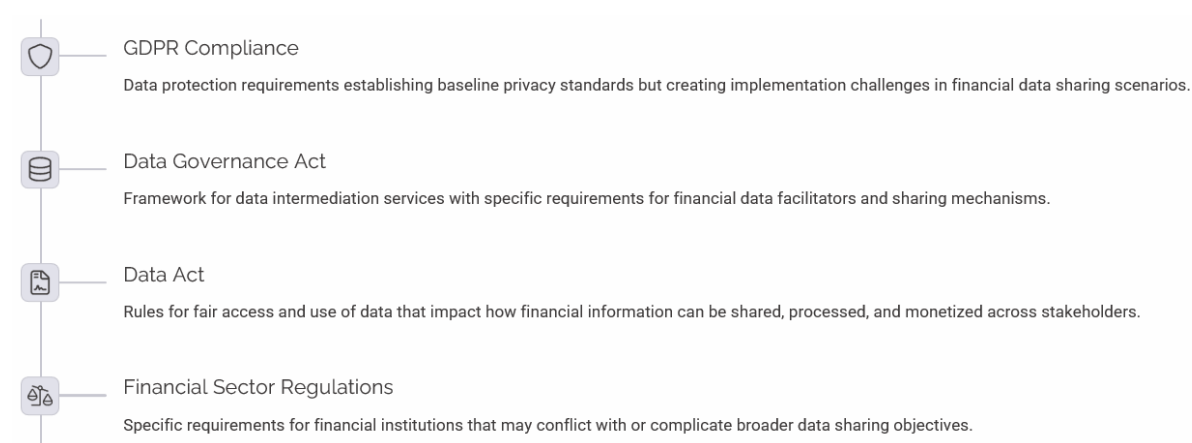 GDPR Compliance
Data protection requirements establishing baseline privacy standards but creating implementation challenges in financial data sharing scenarios.
Data Governance Act
Framework for data intermediation services with specific requirements for financial data facilitators and sharing mechanisms.
Data Act
Rules for fair access and use of data that impact how financial information can be shared, processed, and monetized across stakeholders.
Financial Sector Regulations
Specific requirements for financial institutions that may conflict with or complicate broader data sharing objectives.